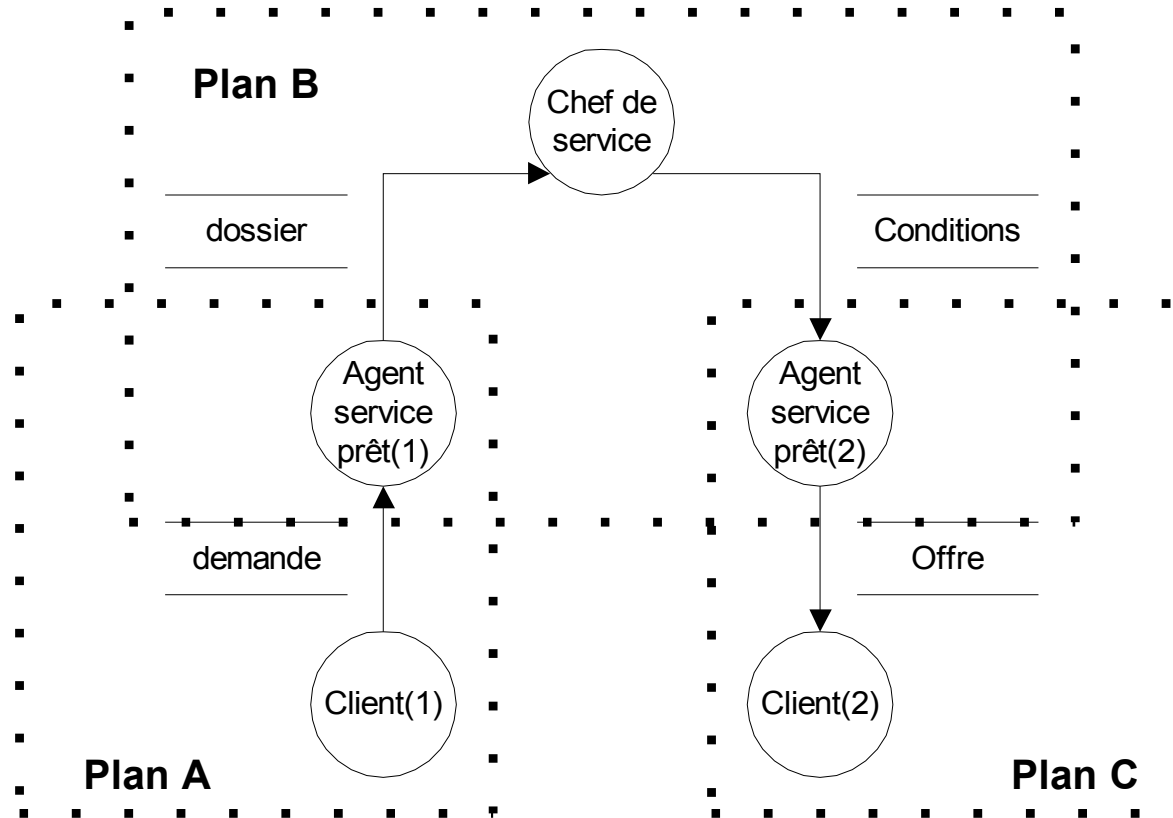 Plan B
Chef de
service
dossier
Conditions
Agent
service
prêt(1)
Agent
service
prêt(2)
demande
Offre
Client(1)
Client(2)
Plan A
Plan C